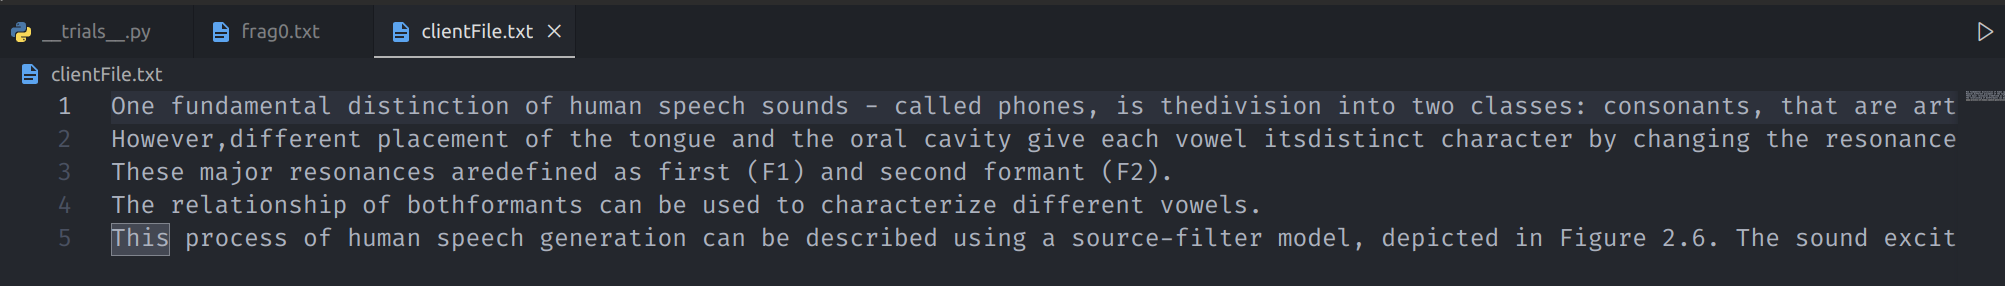 __trials__.py frag0.txt clientFile.txt
clientFile.txt
1 One fundamental distinction of human speech sounds - called phones, is thedivision into two classes: consonants, that are art
2 However,different placement of the tongue and the oral cavity give each vowel itsdistinct character by changing the resonance
3 These major resonances aredefined as first (F1) and second formant (F2).
4 The relationship of bothformants can be used to characterize different vowels.
5 This process of human speech generation can be described using a source-filter model, depicted in Figure 2.6. The sound excit